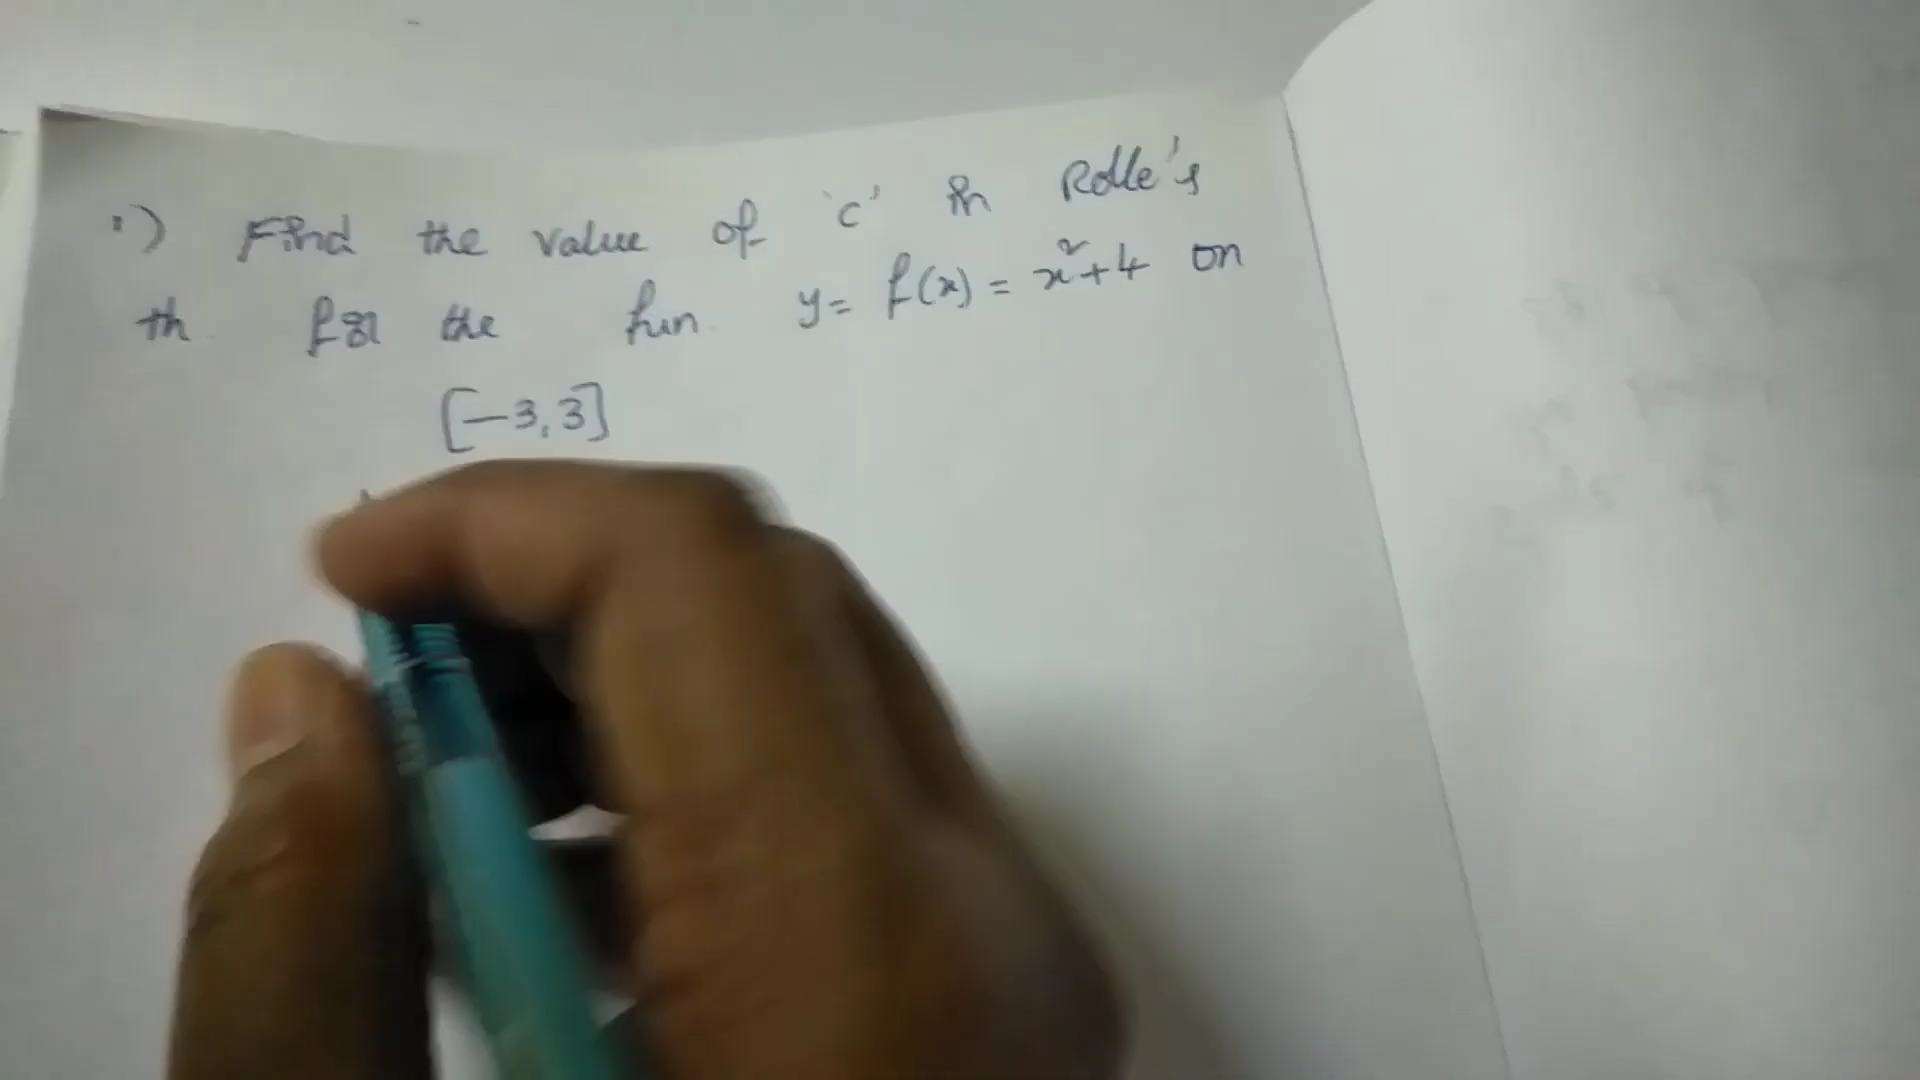 1) Find the value of 'c' in Rolle's
th. for the fun. y = f(x) = x²+4 on
[-3,3]